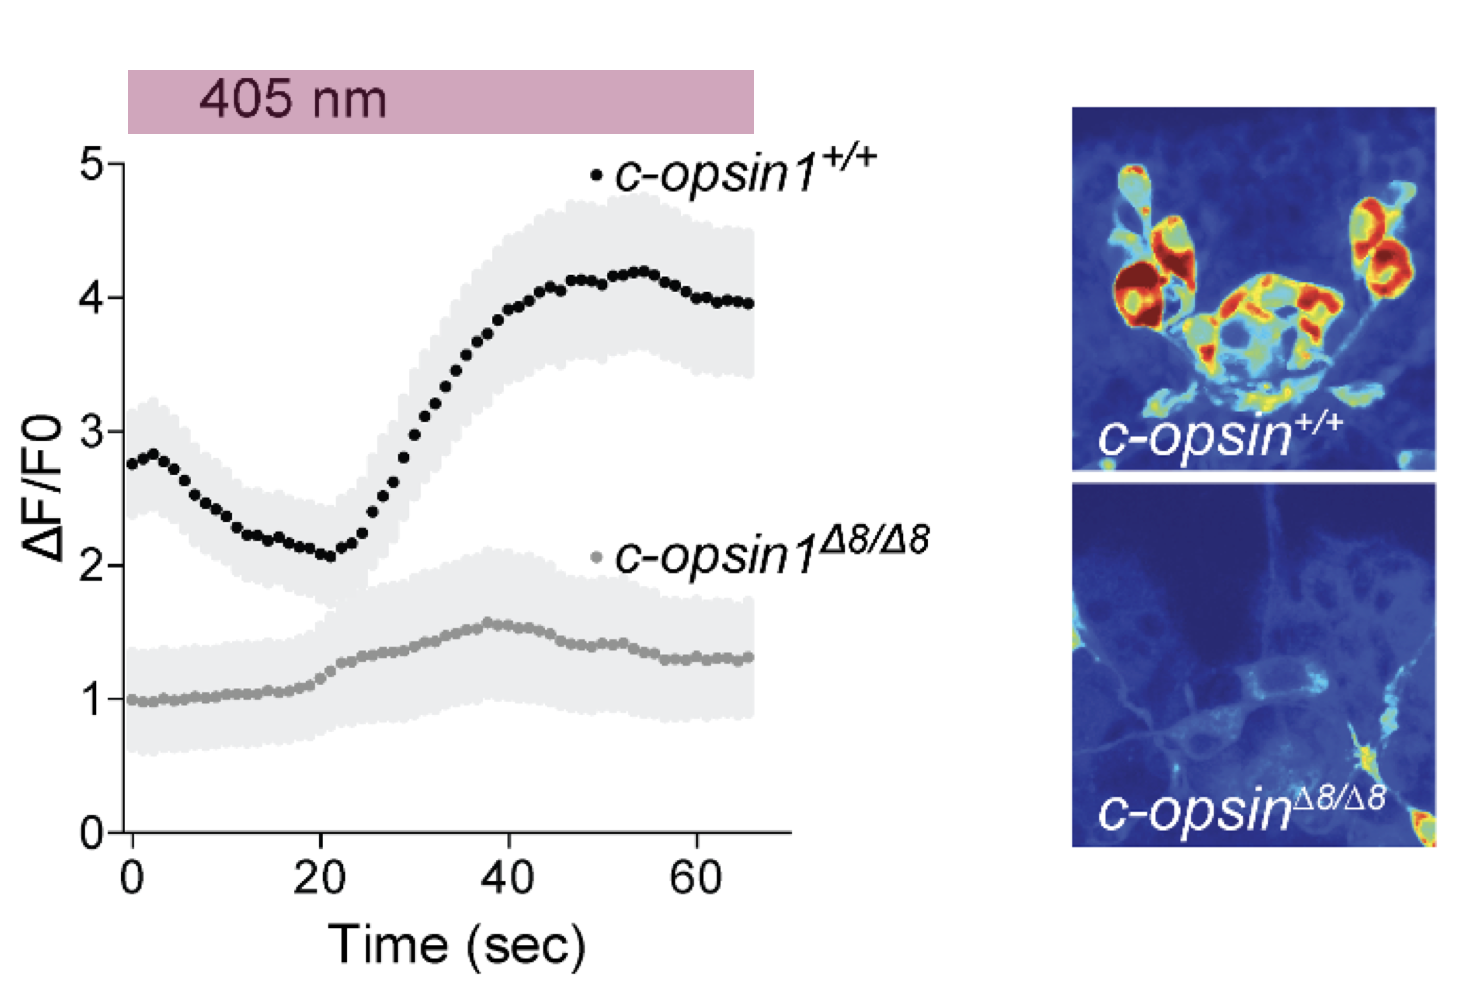 405 nm
5
c-opsin1+/+
4
3
2
c-opsin1Δ8/Δ8
1
0
ΔF/F0
0 20 40 60
Time (sec)
c-opsin+/+
c-opsinΔ8/Δ8